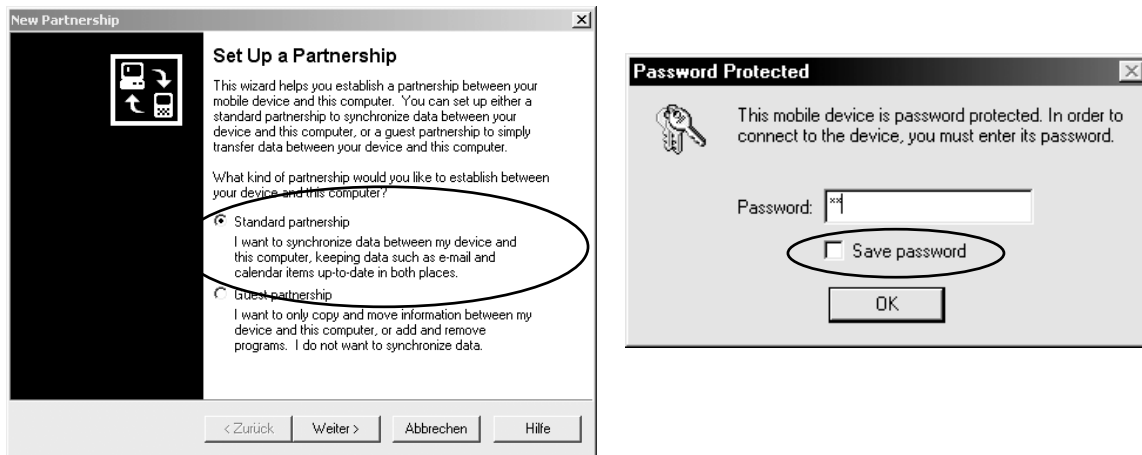 New Partnership
Set Up a Partnership
This wizard helps you establish a partnership between your
mobile device and this computer. You can set up either a
standard partnership to synchronize data between your
device and this computer, or a guest partnership to simply
transfer data between your device and this computer.
What kind of partnership would you like to establish between
your device and this computer?
Standard partnership
I want to synchronize data between my device and
this computer, keeping data such as e-mail and
calendar items up-to-date in both places.
Guest partnership
I want to only copy and move information between my
device and this computer, or add and remove
programs. I do not want to synchronize data.
< Zurück
Weiter >
Abbrechen
Hilfe
Password Protected
This mobile device is password protected. In order to
connect to the device, you must enter its password.
Password: **
Save password
OK